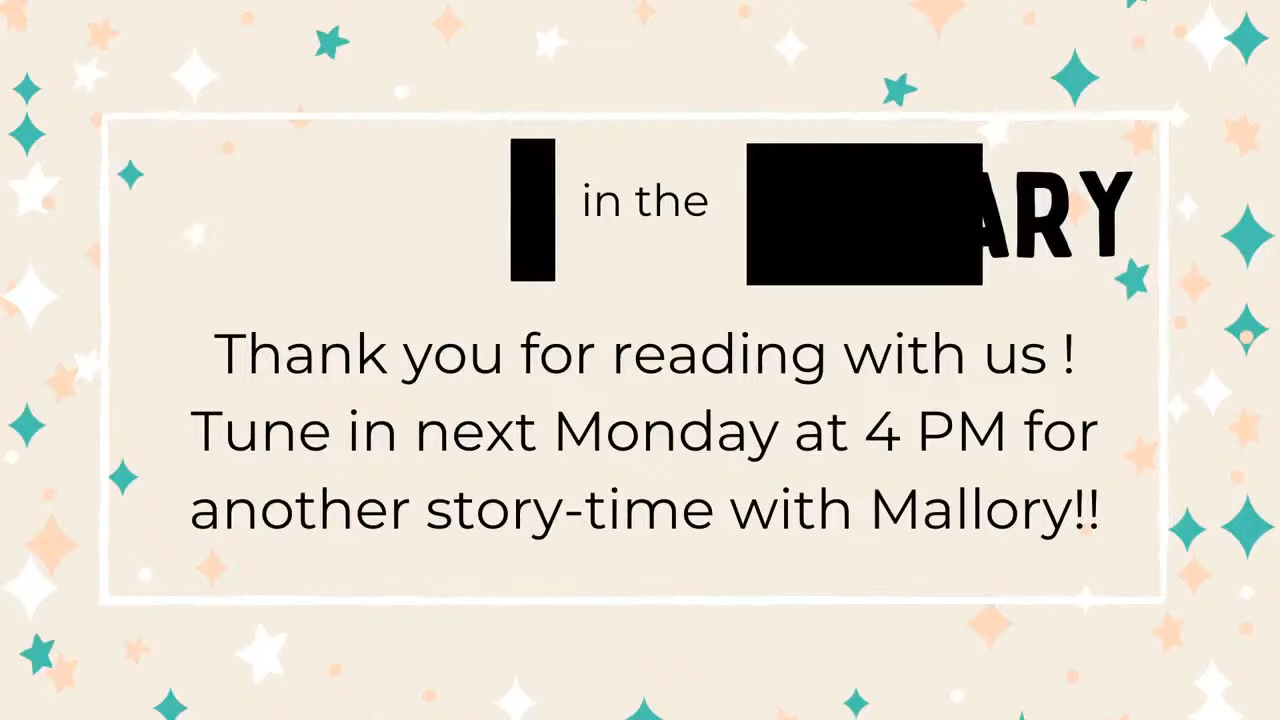 in the ARY
Thank you for reading with us !
Tune in next Monday at 4 PM for
another story-time with Mallory!!